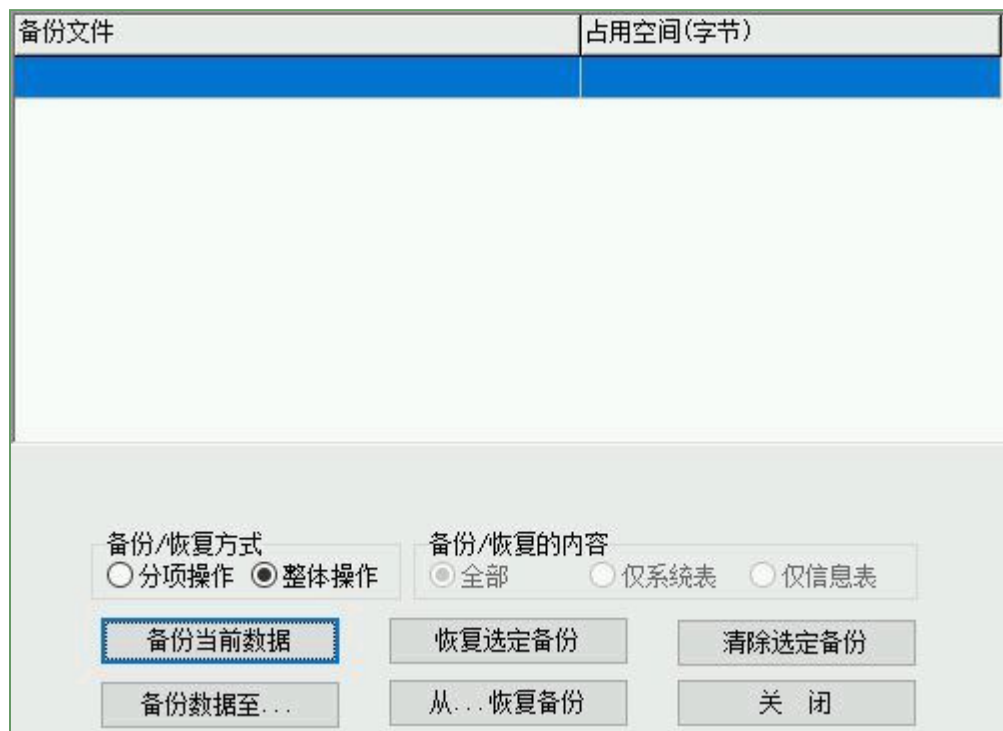 备份文件 占用空间(字节)
备份/恢复方式 备份/恢复的内容
分项操作 整体操作 全部 仅系统表 仅信息表
备份当前数据 恢复选定备份 清除选定备份
备份数据至... 从...恢复备份 关 闭